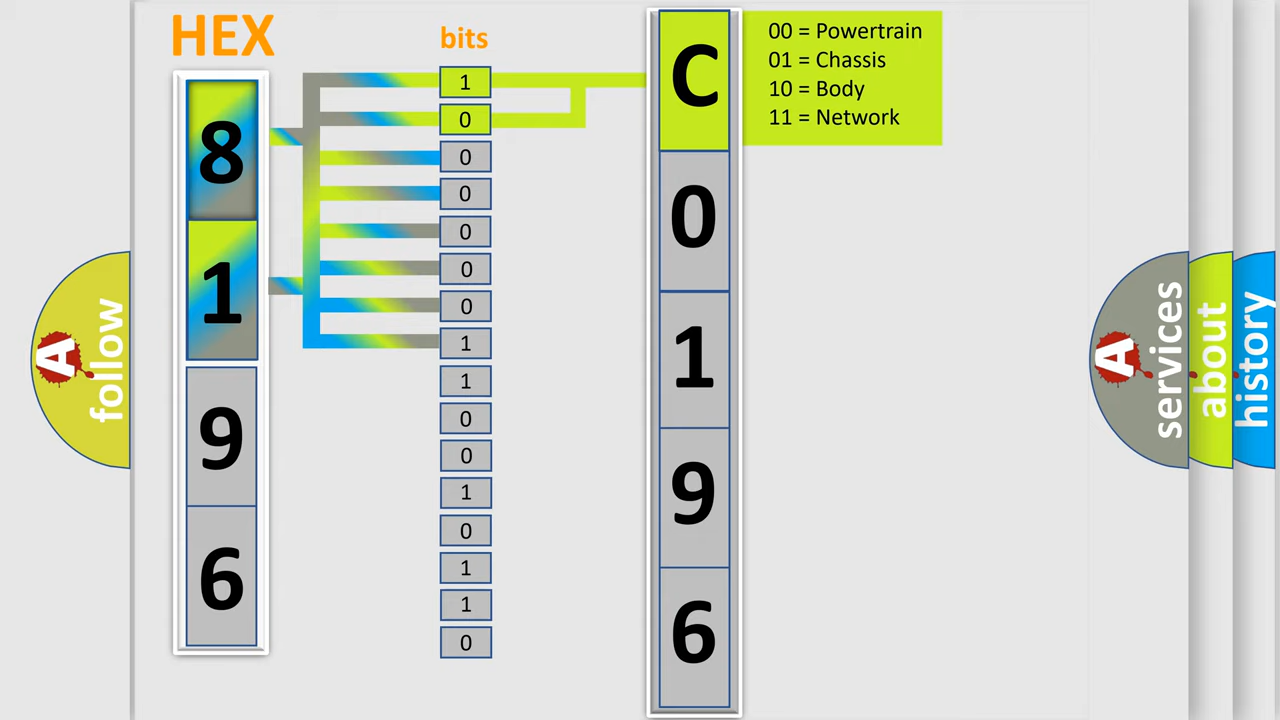 HEX
8
1
9
6
bits
1
0
0
0
0
0
0
1
1
0
0
1
0
1
1
0
C
0
1
9
6
00 = Powertrain
01 = Chassis
10 = Body
11 = Network
A
follow
A
services
about
history